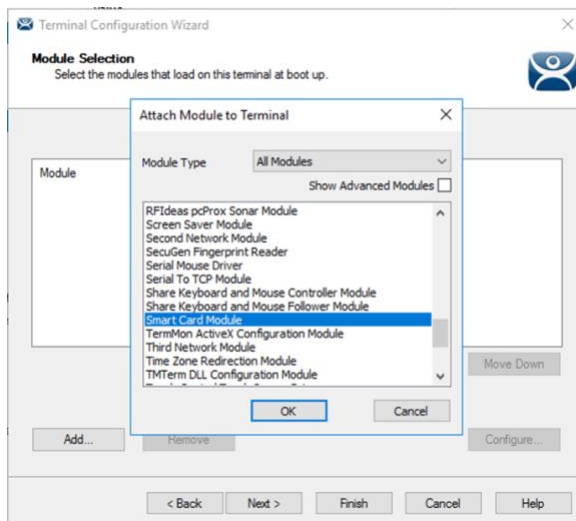 Terminal Configuration Wizard
Module Selection
Select the modules that load on this terminal at boot up.
Attach Module to Terminal
Module Type
All Modules
Show Advanced Modules
Module
RFIdeas pcProx Sonar Module
Screen Saver Module
Second Network Module
SecuGen Fingerprint Reader
Serial Mouse Driver
Serial To TCP Module
Share Keyboard and Mouse Controller Module
Share Keyboard and Mouse Follower Module
Smart Card Module
TermMon ActiveX Configuration Module
Third Network Module
Time Zone Redirection Module
TMTerm DLL Configuration Module
Move Down
OK
Cancel
Add...
Remove
Configure...
< Back
Next >
Finish
Cancel
Help